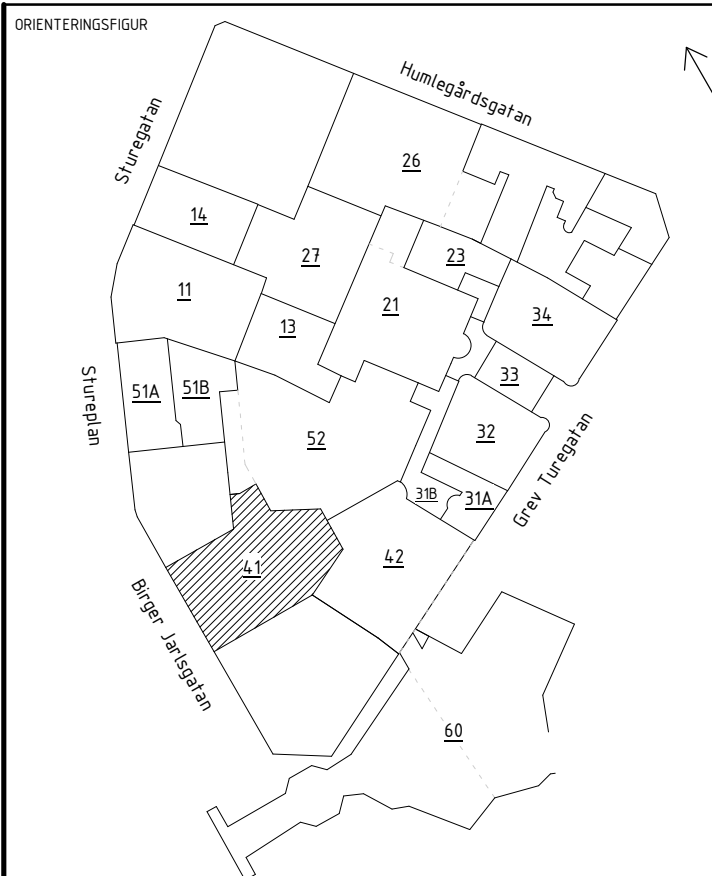 ORIENTERINGSFIGUR
Humlegårdsgatan
Sturegatan
26
14
27
23
11
21
34
13
33
51A
51B
Stureplan
52
32
31B
31A
Grev Turegatan
41
42
Birger Jarlsgatan
60